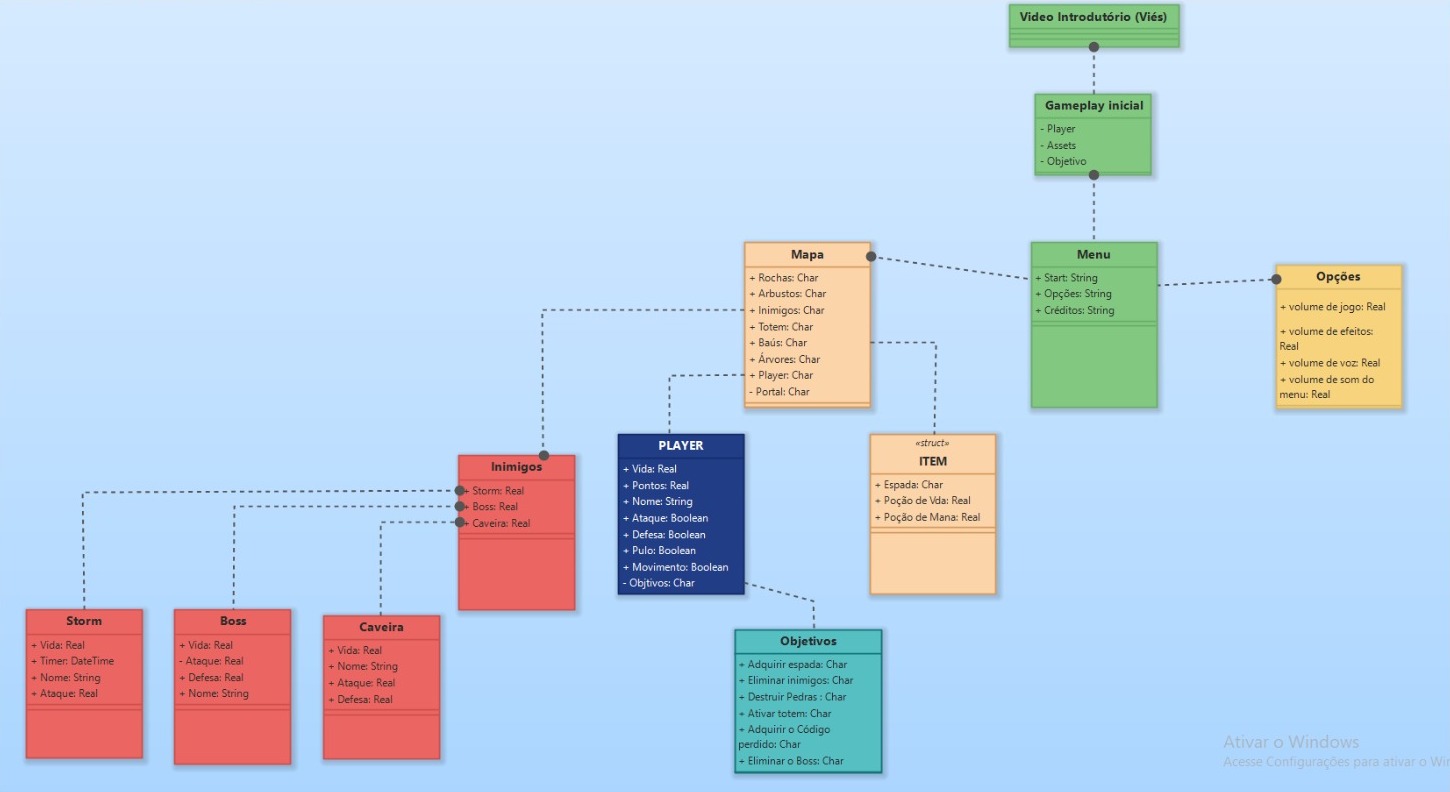 Video Introdutório (Viés)
Gameplay inicial
- Player
- Assets
- Objetivo
Mapa
+ Rochas: Char
+ Arbustos: Char
+ Inimigos: Char
+ Totem: Char
+ Baús: Char
+ Árvores: Char
+ Player: Char
- Portal: Char
Menu
+ Start: String
+ Opções: String
+ Créditos: String
Opções
+ volume de jogo: Real
+ volume de efeitos:
Real
+ volume de voz: Real
+ volume de som do
menu: Real
Inimigos
+ Storm: Real
+ Boss: Real
+ Caveira: Real
PLAYER
+ Vida: Real
+ Pontos: Real
+ Nome: String
+ Ataque: Boolean
+ Defesa: Boolean
+ Pulo: Boolean
+ Movimento: Boolean
- Objtivos: Char
«struct»
ITEM
+ Espada: Char
+ Poção de Vda: Real
+ Poção de Mana: Real
Storm
+ Vida: Real
+ Timer: DateTime
+ Nome: String
+ Ataque: Real
Boss
+ Vida: Real
- Ataque: Real
+ Defesa: Real
+ Nome: String
Caveira
+ Vida: Real
+ Nome: String
+ Ataque: Real
+ Defesa: Real
Objetivos
+ Adquirir espada: Char
+ Eliminar inimigos: Char
+ Destruir Pedras : Char
+ Ativar totem: Char
+ Adquirir o Código
perdido: Char
+ Eliminar o Boss: Char
Ativar o Windows
Acesse Configurações para ativar o Wi